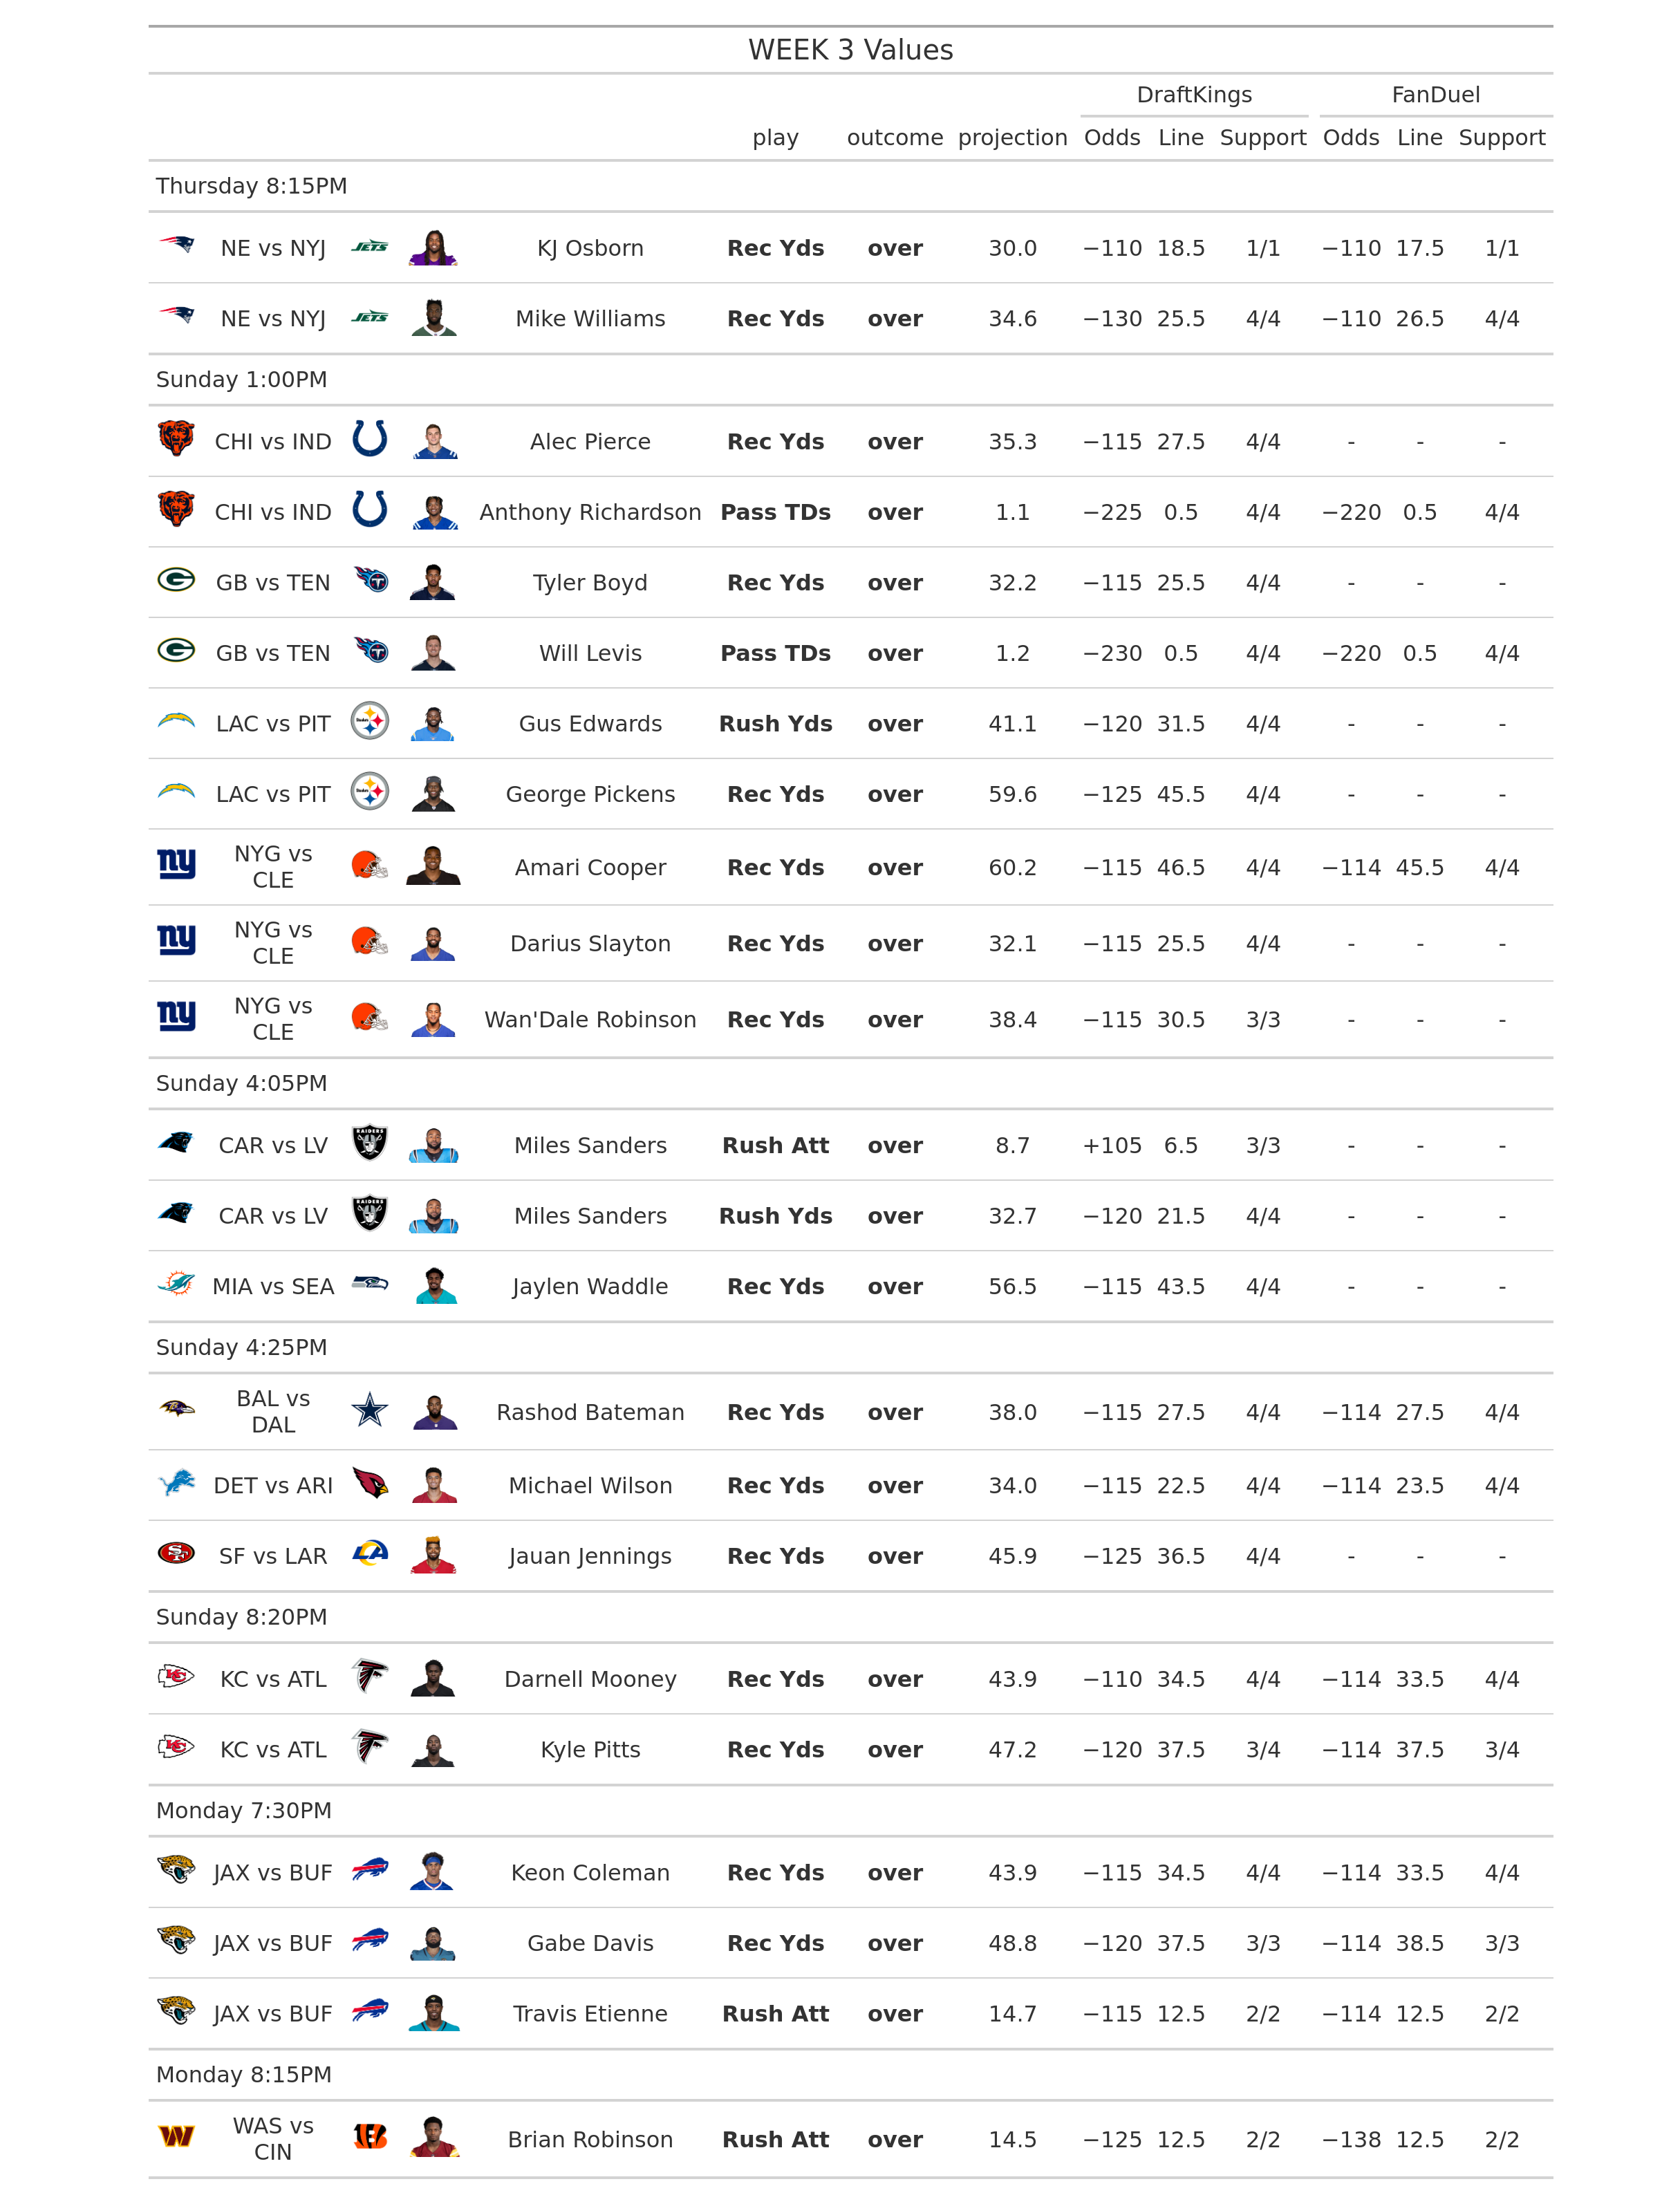 WEEK 3 Values
DraftKings FanDuel
play outcome projection Odds Line Support Odds Line Support
Thursday 8:15PM
NE vs NYJ JETS KJ Osborn Rec Yds over 30.0 −110 18.5 1/1 −110 17.5 1/1
NE vs NYJ JETS Mike Williams Rec Yds over 34.6 −130 25.5 4/4 −110 26.5 4/4
Sunday 1:00PM
CHI vs IND Alec Pierce Rec Yds over 35.3 −115 27.5 4/4 - - -
CHI vs IND Anthony Richardson Pass TDs over 1.1 −225 0.5 4/4 −220 0.5 4/4
GB vs TEN Tyler Boyd Rec Yds over 32.2 −115 25.5 4/4 - - -
GB vs TEN Will Levis Pass TDs over 1.2 −230 0.5 4/4 −220 0.5 4/4
LAC vs PIT Gus Edwards Rush Yds over 41.1 −120 31.5 4/4 - - -
LAC vs PIT George Pickens Rec Yds over 59.6 −125 45.5 4/4 - - -
ny NYG vs CLE Amari Cooper Rec Yds over 60.2 −115 46.5 4/4 −114 45.5 4/4
ny NYG vs CLE Darius Slayton Rec Yds over 32.1 −115 25.5 4/4 - - -
ny NYG vs CLE Wan'Dale Robinson Rec Yds over 38.4 −115 30.5 3/3 - - -
Sunday 4:05PM
CAR vs LV RAIDERS Miles Sanders Rush Att over 8.7 +105 6.5 3/3 - - -
CAR vs LV RAIDERS Miles Sanders Rush Yds over 32.7 −120 21.5 4/4 - - -
MIA vs SEA Jaylen Waddle Rec Yds over 56.5 −115 43.5 4/4 - - -
Sunday 4:25PM
BAL vs DAL Rashod Bateman Rec Yds over 38.0 −115 27.5 4/4 −114 27.5 4/4
DET vs ARI Michael Wilson Rec Yds over 34.0 −115 22.5 4/4 −114 23.5 4/4
SF SF vs LAR LA Jauan Jennings Rec Yds over 45.9 −125 36.5 4/4 - - -
Sunday 8:20PM
KC KC vs ATL Darnell Mooney Rec Yds over 43.9 −110 34.5 4/4 −114 33.5 4/4
KC KC vs ATL Kyle Pitts Rec Yds over 47.2 −120 37.5 3/4 −114 37.5 3/4
Monday 7:30PM
JAX vs BUF Keon Coleman Rec Yds over 43.9 −115 34.5 4/4 −114 33.5 4/4
JAX vs BUF Gabe Davis Rec Yds over 48.8 −120 37.5 3/3 −114 38.5 3/3
JAX vs BUF Travis Etienne Rush Att over 14.7 −115 12.5 2/2 −114 12.5 2/2
Monday 8:15PM
W WAS vs CIN B Brian Robinson Rush Att over 14.5 −125 12.5 2/2 −138 12.5 2/2